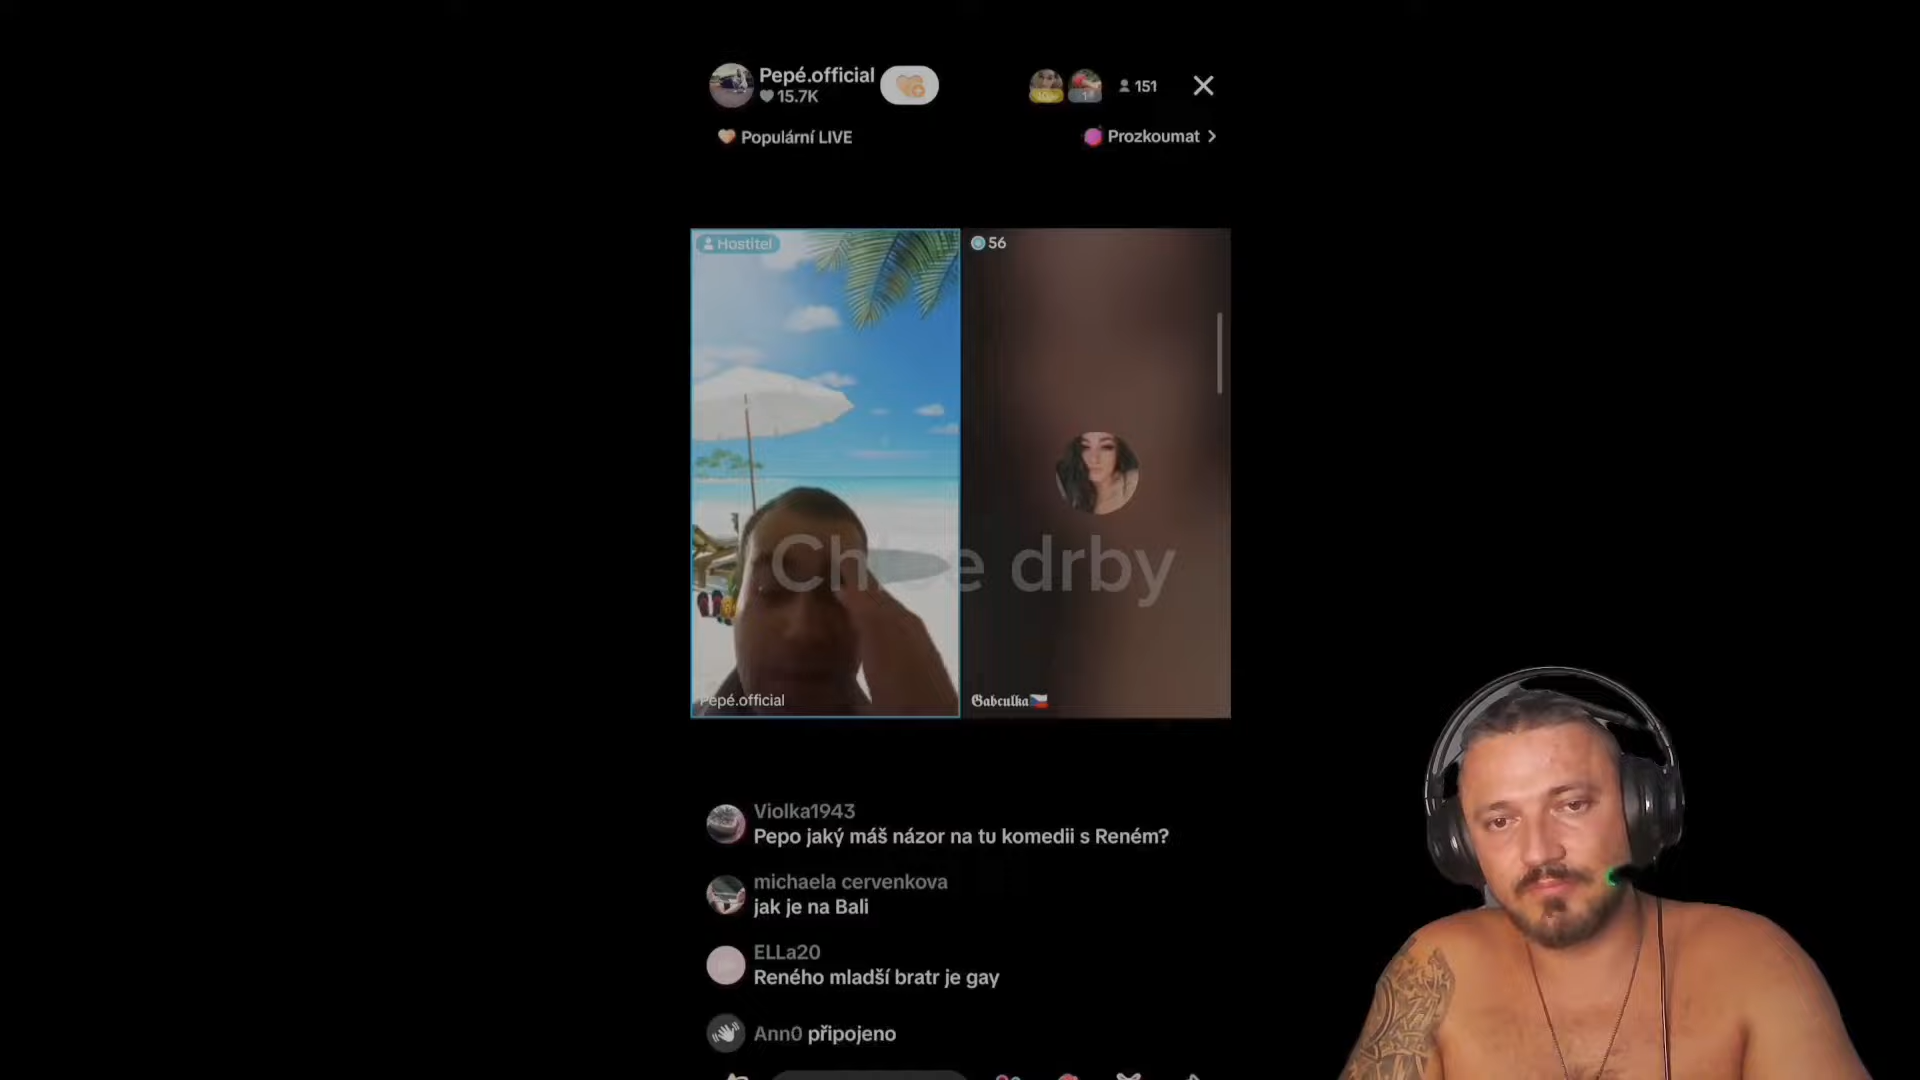 Pepé.official
15.7K
151
Populární LIVE
Prozkoumat
Hostitel
56
drby
Pepé.official
Gabculka
Violka1943
Pepo jaký máš názor na tu komedii s Reném?
michaela cervenkova
jak je na Bali
ELLa20
Reného mladší bratr je gay
Ann0 připojeno